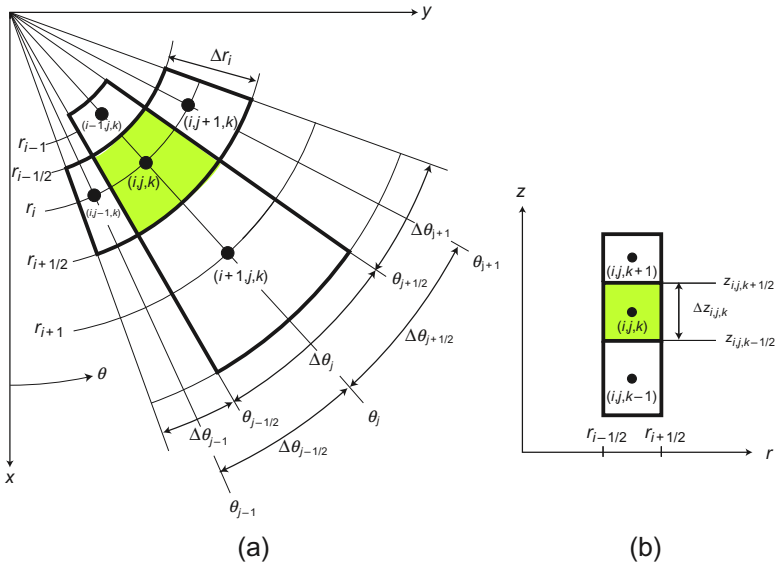 y
Δr_i
(i−1,j,k)
(i,j+1,k)
r_{i−1}
r_{i−1/2}
(i,j,k)
r_i
(i,j−1,k)
r_{i+1/2}
(i+1,j,k)
r_{i+1}
Δθ_{j+1}
θ_{j+1}
θ_{j+1/2}
Δθ_{j+1/2}
Δθ_j
θ
θ_{j−1/2}
θ_j
Δθ_{j−1}
Δθ_{j−1/2}
x
θ_{j−1}
(a)
z
(i,j,k+1)
z_{i,j,k+1/2}
(i,j,k)
Δz_{i,j,k}
z_{i,j,k−1/2}
(i,j,k−1)
r_{i−1/2} r_{i+1/2}
r
(b)